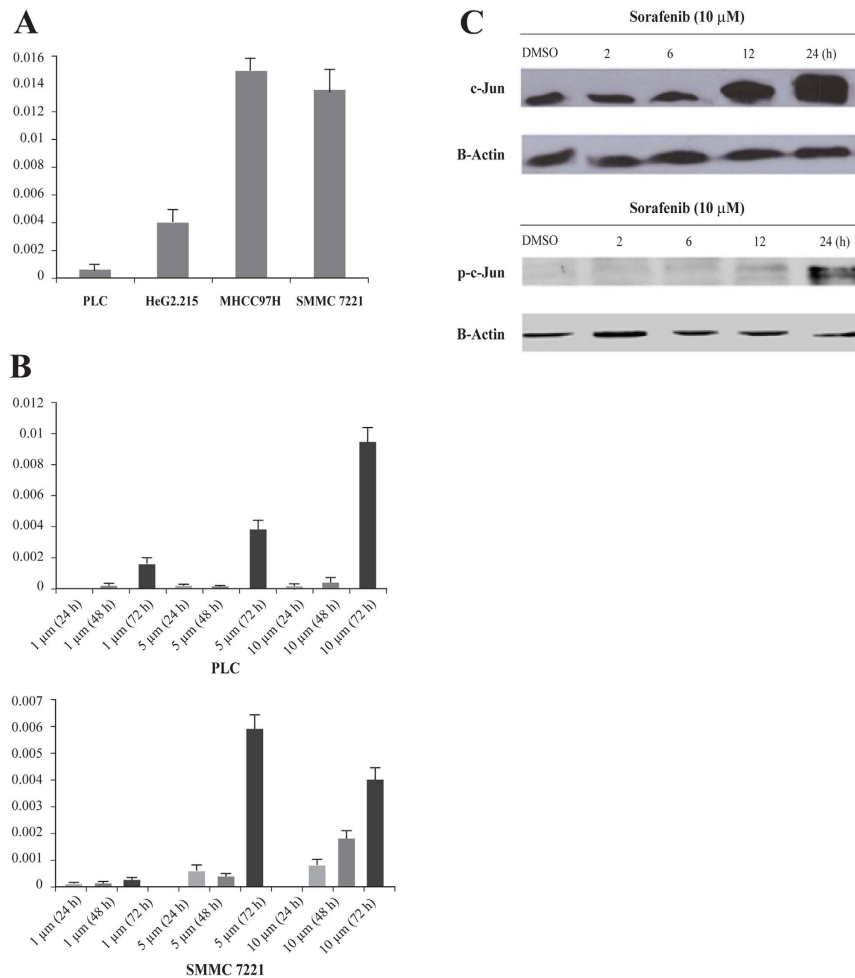 A
0.016
0.016
0.014
0.012
0.01
0.008
0.006
0.004
0.002
0
PLC HeG2.215 MHCC97H SMMC 7221
B
0.012
0.01
0.008
0.006
0.004
0.002
0
1 μm (24 h) 1 μm (48 h) 1 μm (72 h) 5 μm (24 h) 5 μm (48 h) 5 μm (72 h) 10 μm (24 h) 10 μm (48 h) 10 μm (72 h)
PLC
0.007
0.006
0.005
0.004
0.003
0.002
0.001
0
1 μm (24 h) 1 μm (48 h) 1 μm (72 h) 5 μm (24 h) 5 μm (48 h) 5 μm (72 h) 10 μm (24 h) 10 μm (48 h) 10 μm (72 h)
SMMC 7221
C
Sorafenib (10 μM)
DMSO 2 6 12 24 (h)
c-Jun
B-Actin
Sorafenib (10 μM)
DMSO 2 6 12 24 (h)
p-c-Jun
B-Actin